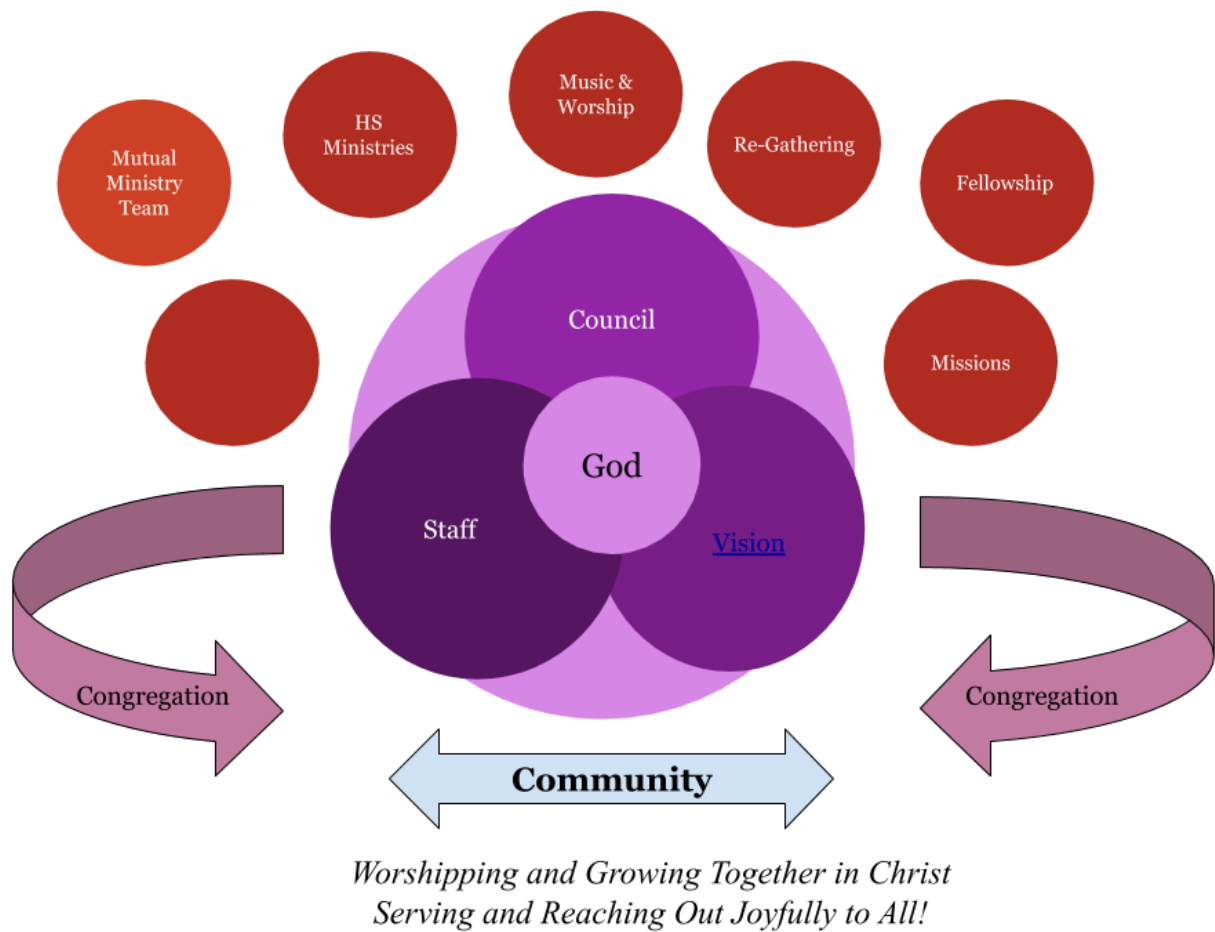 Music &
Worship
HS
Ministries
Re-Gathering
Mutual
Ministry
Team
Fellowship
Council
Missions
God
Staff
Vision
Congregation
Congregation
Community
Worshipping and Growing Together in Christ
Serving and Reaching Out Joyfully to All!